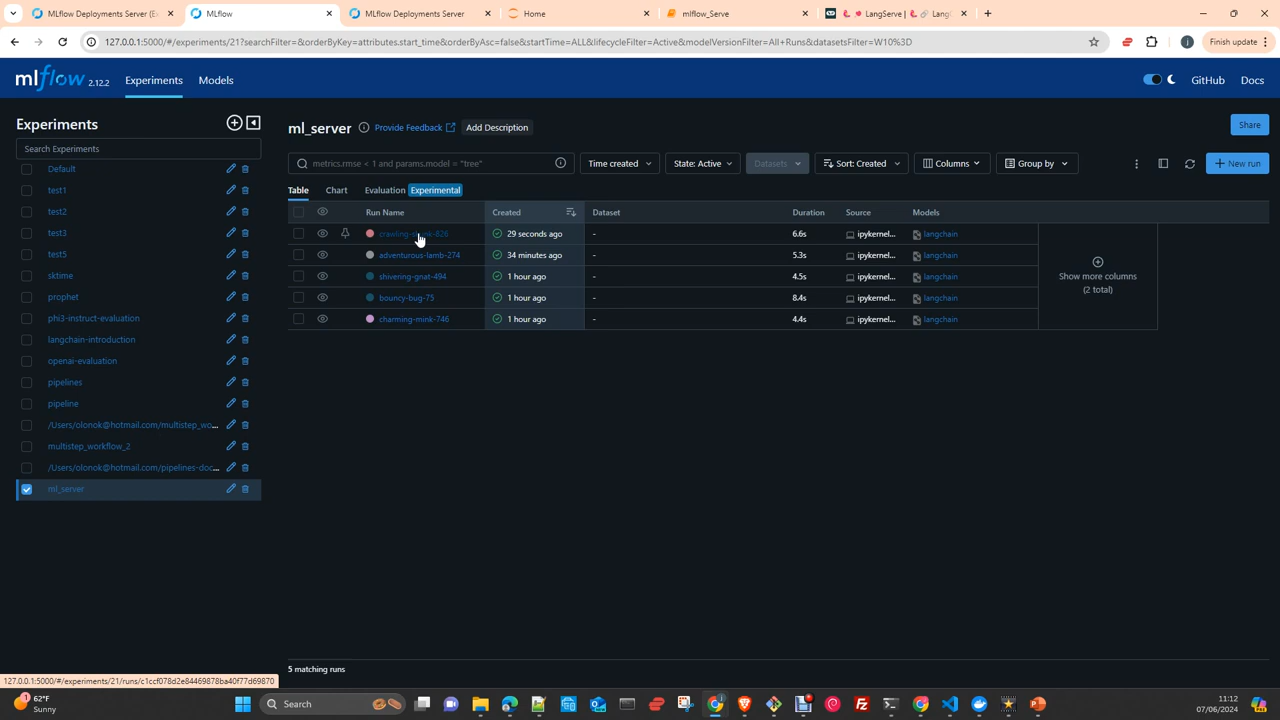 MLflow Deployments Server (E
MLflow
MLflow Deployments Server
Home
mlflow_Serve
LangServe | Lang
Finish update
127.0.0.1:5000/#/experiments/21?searchFilter=&orderByKey=attributes.start_time&orderByAsc=false&startTime=ALL&lifecycleFilter=Active&modelVersionFilter=All+Runs&datasetsFilter=W10%3D
mlflow 2.12.2
Experiments
Models
GitHub
Docs
Experiments
Search Experiments
Default
test1
test2
test3
test5
sktime
prophet
phi3-instruct-evaluation
langchain-introduction
openai-evaluation
pipelines
pipeline
/Users/olonok@hotmail.com/multistep_wo...
multistep_workflow_2
/Users/olonok@hotmail.com/pipelines-doc...
ml_server
ml_server Provide Feedback Add Description
Share
metrics.rmse < 1 and params.model = "tree"
Time created
State: Active
Datasets
Sort: Created
Columns
Group by
New run
Table Chart Evaluation Experimental
Run Name Created Dataset Duration Source Models
29 seconds ago - 6.6s ipykernel... langchain
adventurous-lamb-274 34 minutes ago - 5.3s ipykernel... langchain
shivering-gnat-494 1 hour ago - 4.5s ipykernel... langchain
bouncy-bug-75 1 hour ago - 8.4s ipykernel... langchain
charming-mink-746 1 hour ago - 4.4s ipykernel... langchain
Show more columns
(2 total)
5 matching runs
127.0.0.1:5000/#/experiments/21/runs/c1ccf078d2e84469878ba40f77d69870
62°F
Sunny
Search
11:12
07/06/2024